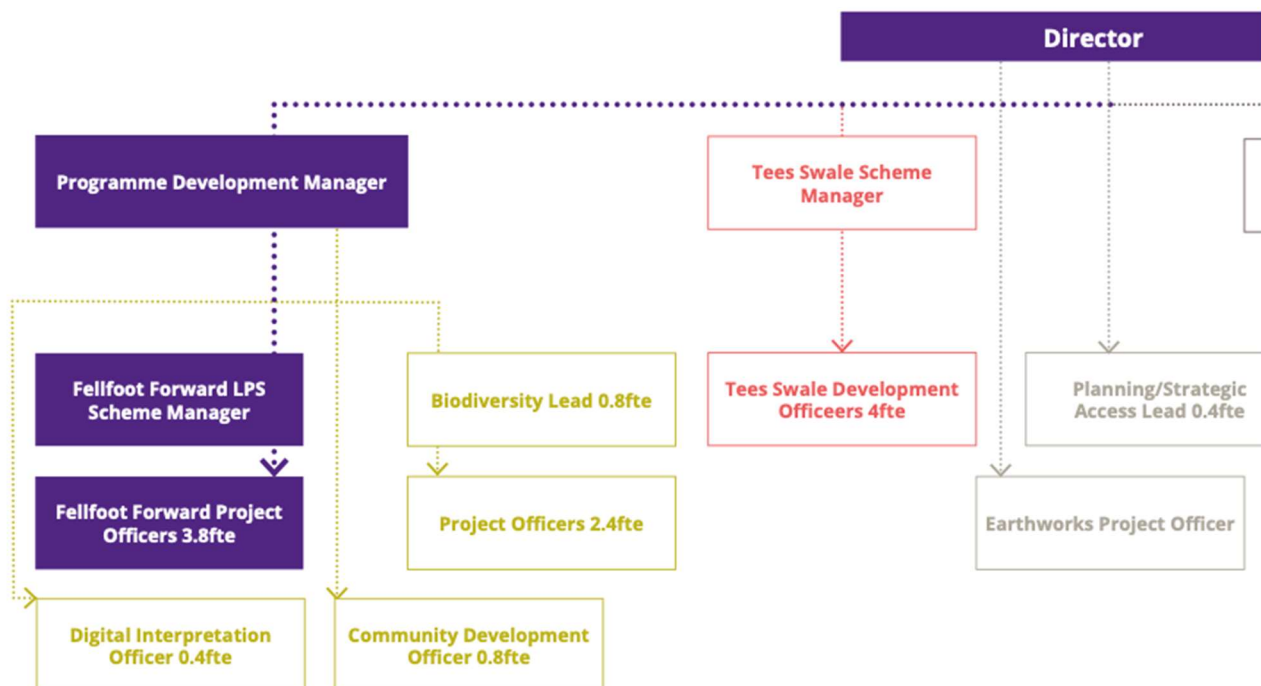 Director
Programme Development Manager
Tees Swale Scheme
Manager
Fellfoot Forward LPS
Scheme Manager
Biodiversity Lead 0.8fte
Tees Swale Development
Officeers 4fte
Planning/Strategic
Access Lead 0.4fte
Fellfoot Forward Project
Officers 3.8fte
Project Officers 2.4fte
Earthworks Project Officer
Digital Interpretation
Officer 0.4fte
Community Development
Officer 0.8fte